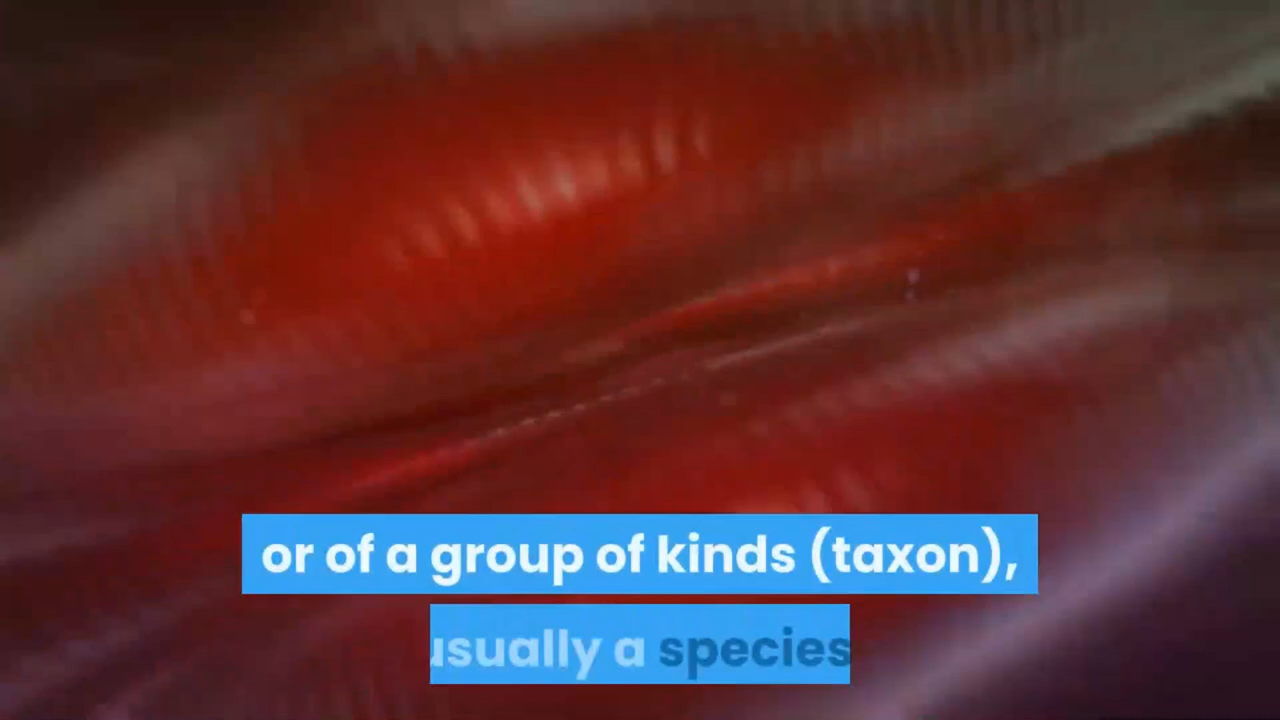 or of a group of kinds (taxon),
usually a species